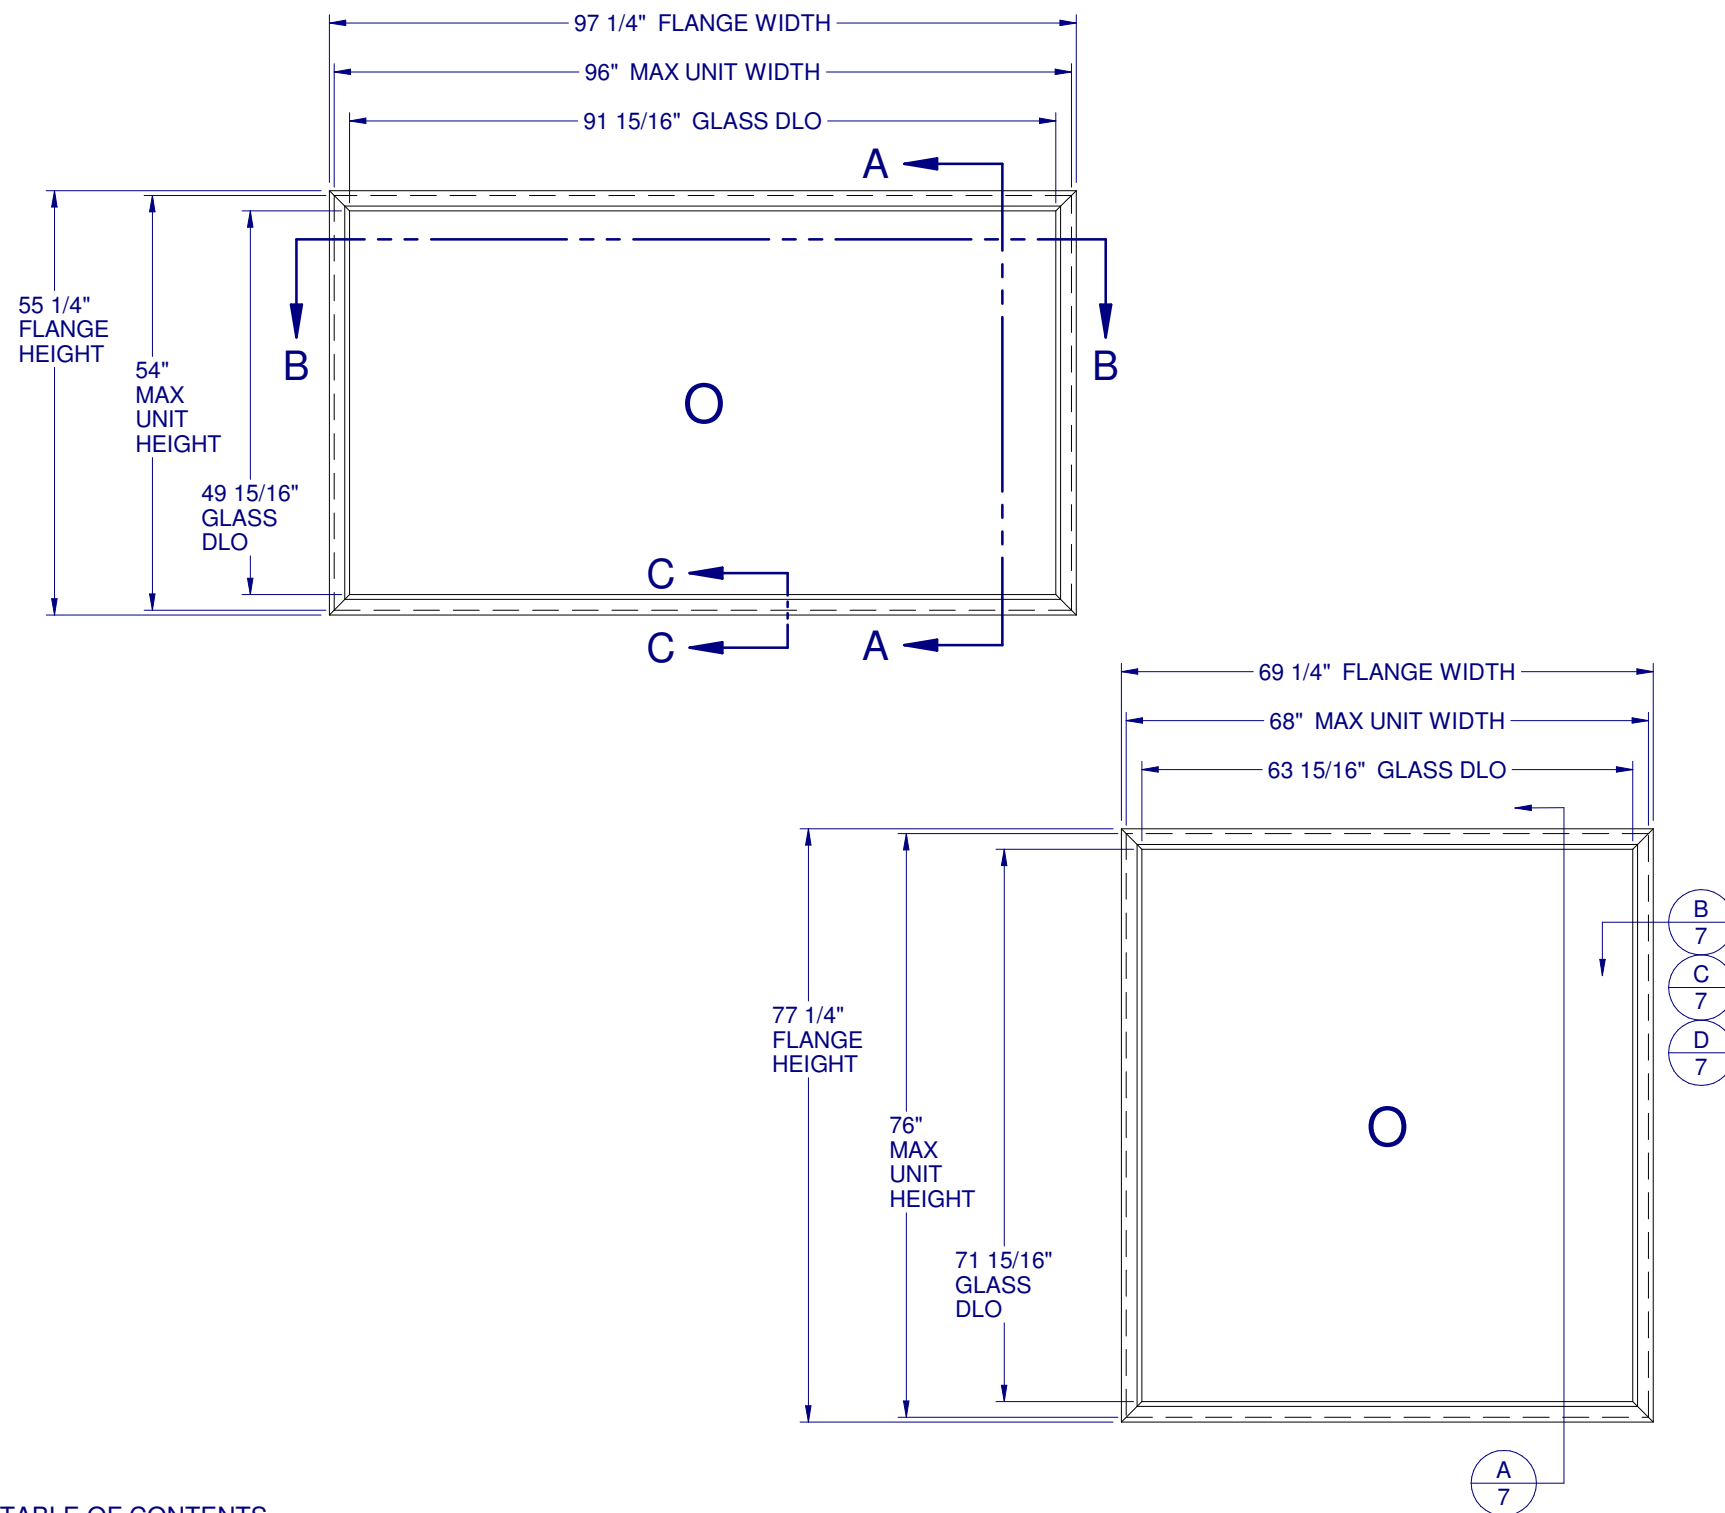 97 1/4" FLANGE WIDTH
96" MAX UNIT WIDTH
91 15/16" GLASS DLO
A
55 1/4"
FLANGE
HEIGHT
54"
MAX
UNIT
HEIGHT
49 15/16"
GLASS
DLO
B
B
O
C
C
A
69 1/4" FLANGE WIDTH
68" MAX UNIT WIDTH
63 15/16" GLASS DLO
77 1/4"
FLANGE
HEIGHT
76"
MAX
UNIT
HEIGHT
71 15/16"
GLASS
DLO
O
B
7
C
7
D
7
A
7
TABLE OF CONTENTS